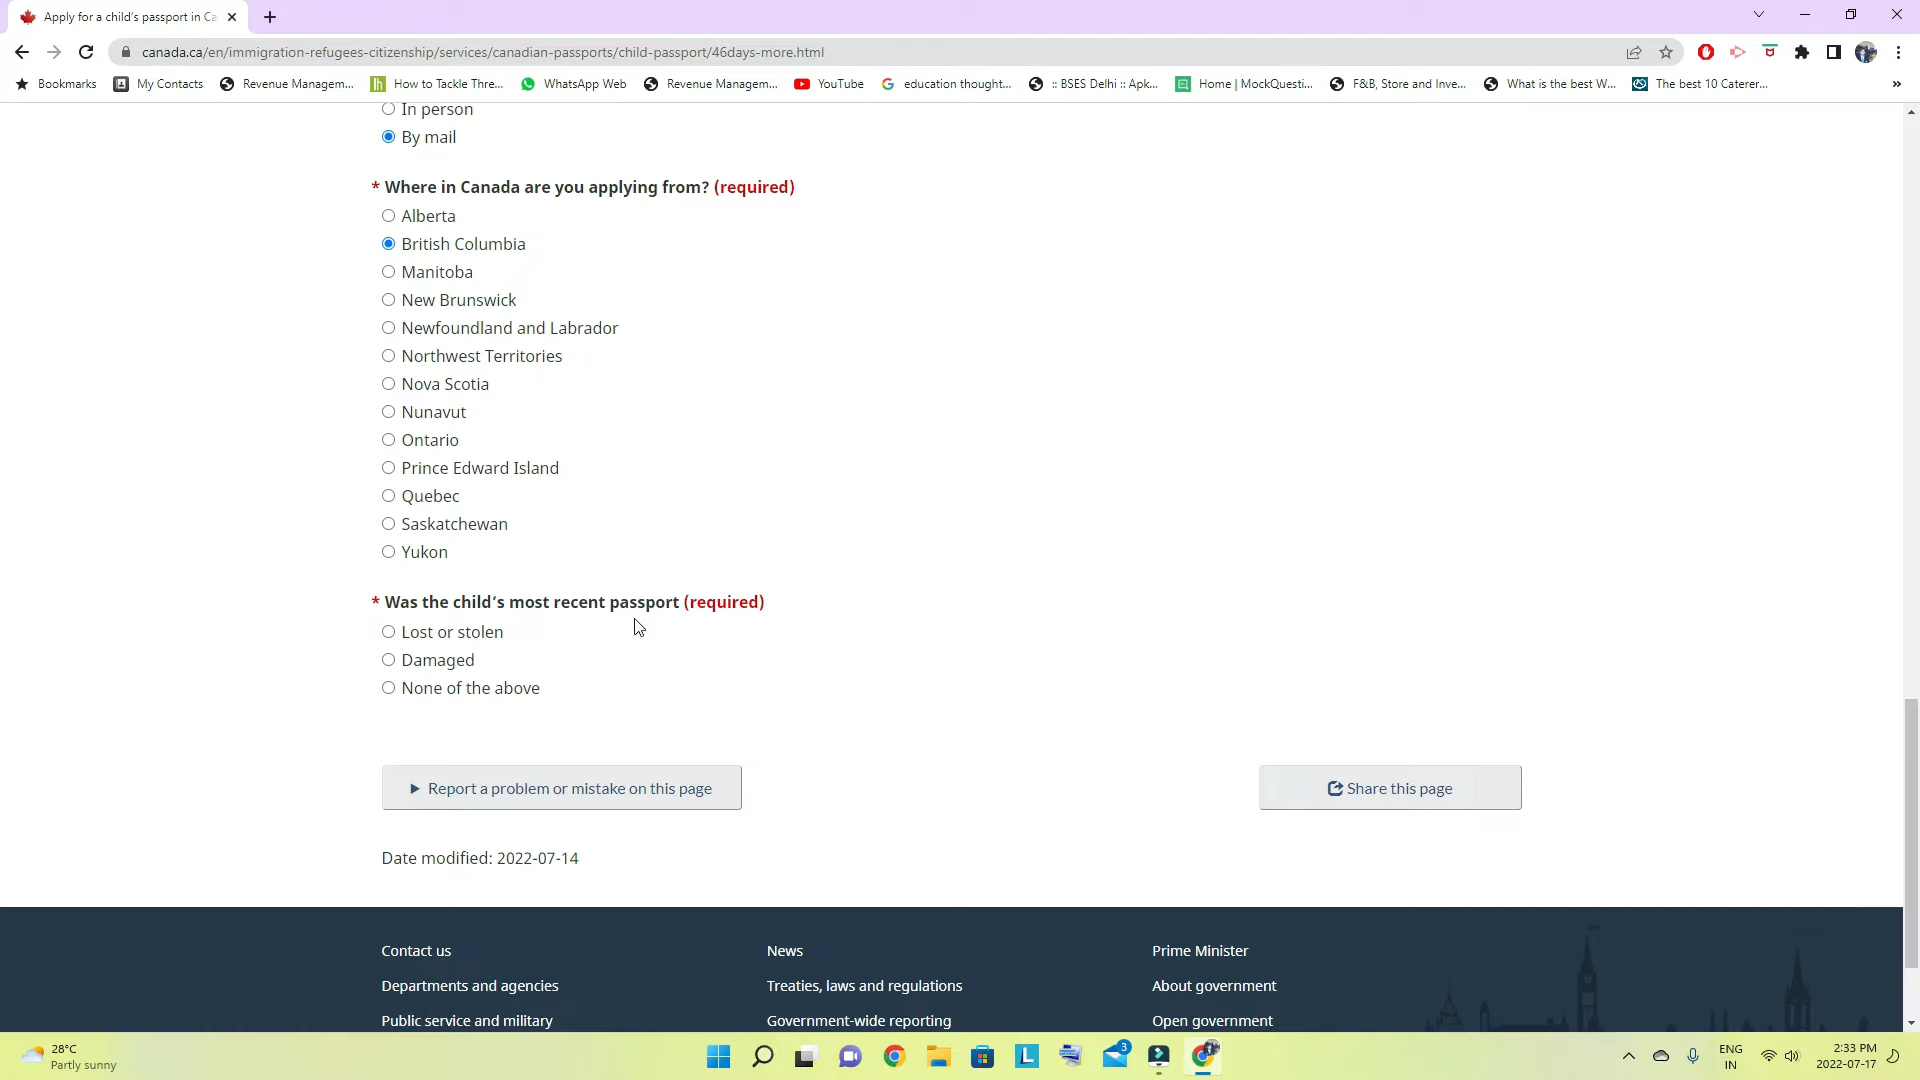 Apply for a child's passport in Ca
canada.ca/en/immigration-refugees-citizenship/services/canadian-passports/child-passport/46days-more.html
Bookmarks
My Contacts
Revenue Managem...
How to Tackle Thre...
WhatsApp Web
Revenue Managem...
YouTube
education thought...
:: BSES Delhi :: Apk...
Home | MockQuesti...
F&B, Store and Inve...
What is the best W...
The best 10 Caterer...
»
In person
By mail
* Where in Canada are you applying from? (required)
Alberta
British Columbia
Manitoba
New Brunswick
Newfoundland and Labrador
Northwest Territories
Nova Scotia
Nunavut
Ontario
Prince Edward Island
Quebec
Saskatchewan
Yukon
* Was the child's most recent passport (required)
Lost or stolen
Damaged
None of the above
Report a problem or mistake on this page
Share this page
Date modified: 2022-07-14
Contact us
News
Prime Minister
Departments and agencies
Treaties, laws and regulations
About government
Public service and military
Government-wide reporting
Open government
28°C
Partly sunny
L
3
ENG
IN
2:33 PM
2022-07-17